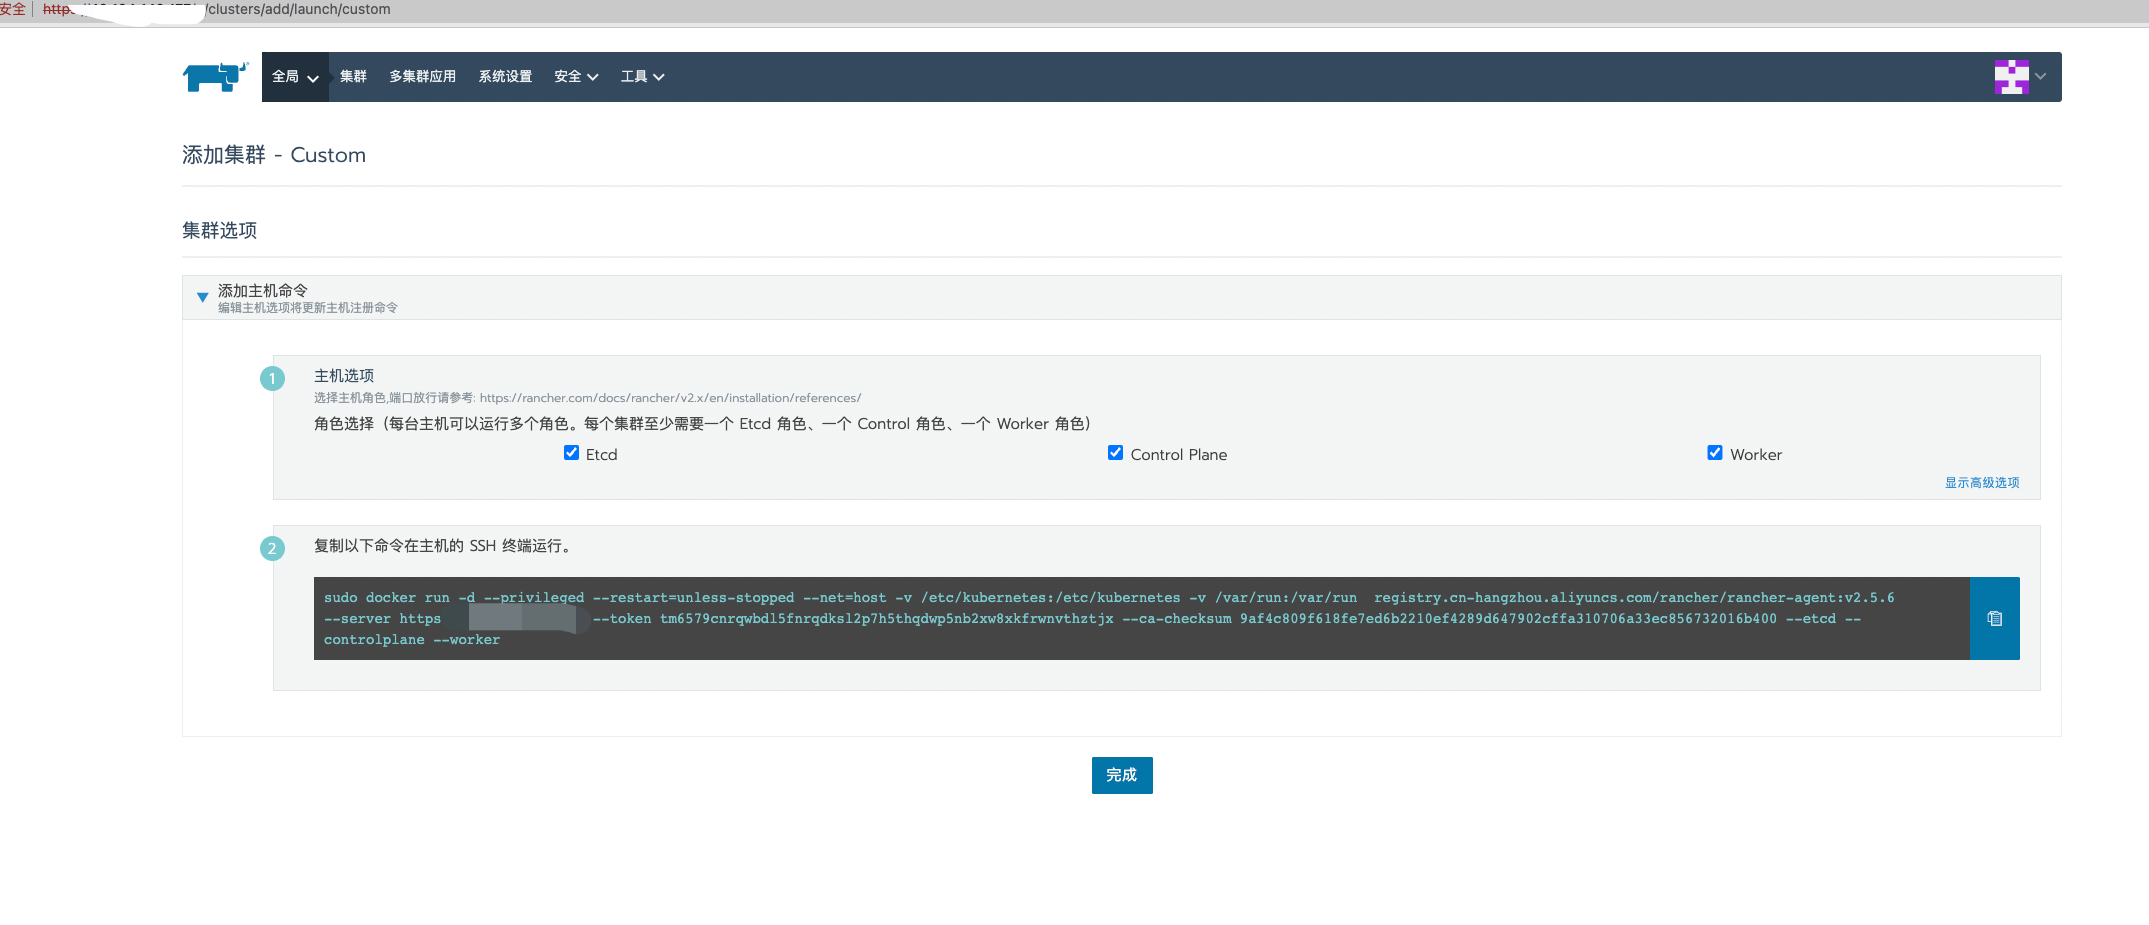 安全 /clusters/add/launch/custom
全局 集群 多集群应用 系统设置 安全 工具
添加集群 - Custom
集群选项
添加主机命令
编辑主机选项将更新主机注册命令
1 主机选项
选择主机角色,端口放行请参考: https://rancher.com/docs/rancher/v2.x/en/installation/references/
角色选择（每台主机可以运行多个角色。每个集群至少需要一个 Etcd 角色、一个 Control 角色、一个 Worker 角色）
Etcd Control Plane Worker
显示高级选项
2 复制以下命令在主机的 SSH 终端运行。
sudo docker run -d --privileged --restart=unless-stopped --net=host -v /etc/kubernetes:/etc/kubernetes -v /var/run:/var/run registry.cn-hangzhou.aliyuncs.com/rancher/rancher-agent:v2.5.6
--server https --token tm6579cnrqwbdl5fnrqdksl2p7h5thqdwp5nb2xw8xkfrwnvthztjx --ca-checksum 9af4c809f618fe7ed6b2210ef4289d647902cffa310706a33ec856732016b400 --etcd --
controlplane --worker
完成